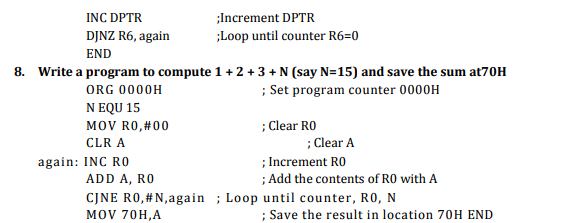 INC DPTR ;Increment DPTR
DJNZ R6, again ;Loop until counter R6=0
END
8. Write a program to compute 1 + 2 + 3 + N (say N=15) and save the sum at70H
ORG 0000H ; Set program counter 0000H
N EQU 15
MOV R0,#00 ; Clear R0
CLR A ; Clear A
again: INC R0 ; Increment R0
ADD A, R0 ; Add the contents of R0 with A
CJNE R0,#N,again ; Loop until counter, R0, N
MOV 70H,A ; Save the result in location 70H END